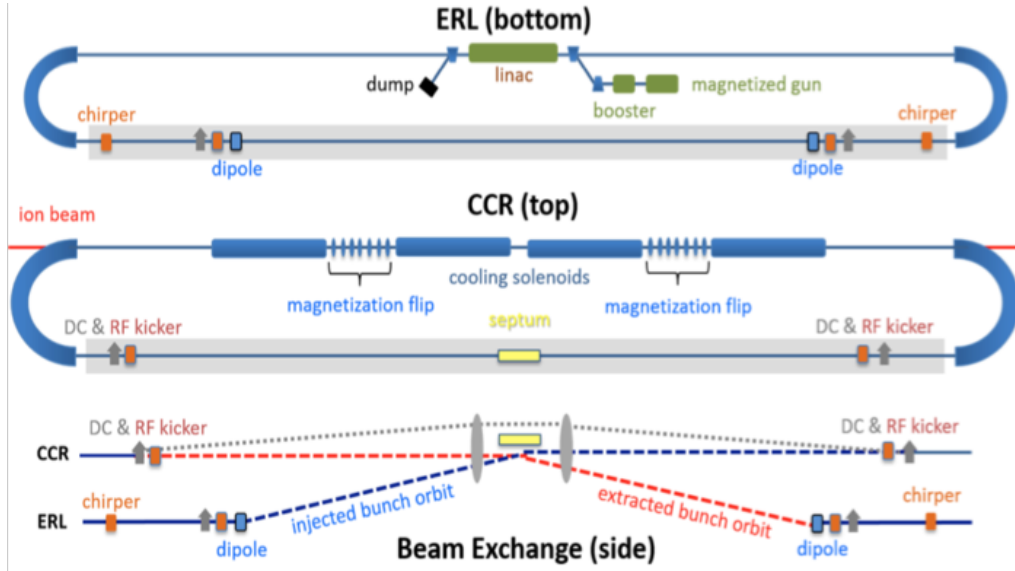 ERL (bottom)
dump
linac
magnetized gun
booster
chirper
chirper
dipole
dipole
CCR (top)
ion beam
cooling solenoids
magnetization flip
magnetization flip
septum
DC & RF kicker
DC & RF kicker
DC & RF kicker
DC & RF kicker
CCR
chirper
injected bunch orbit
extracted bunch orbit
chirper
ERL
dipole
Beam Exchange (side)
dipole